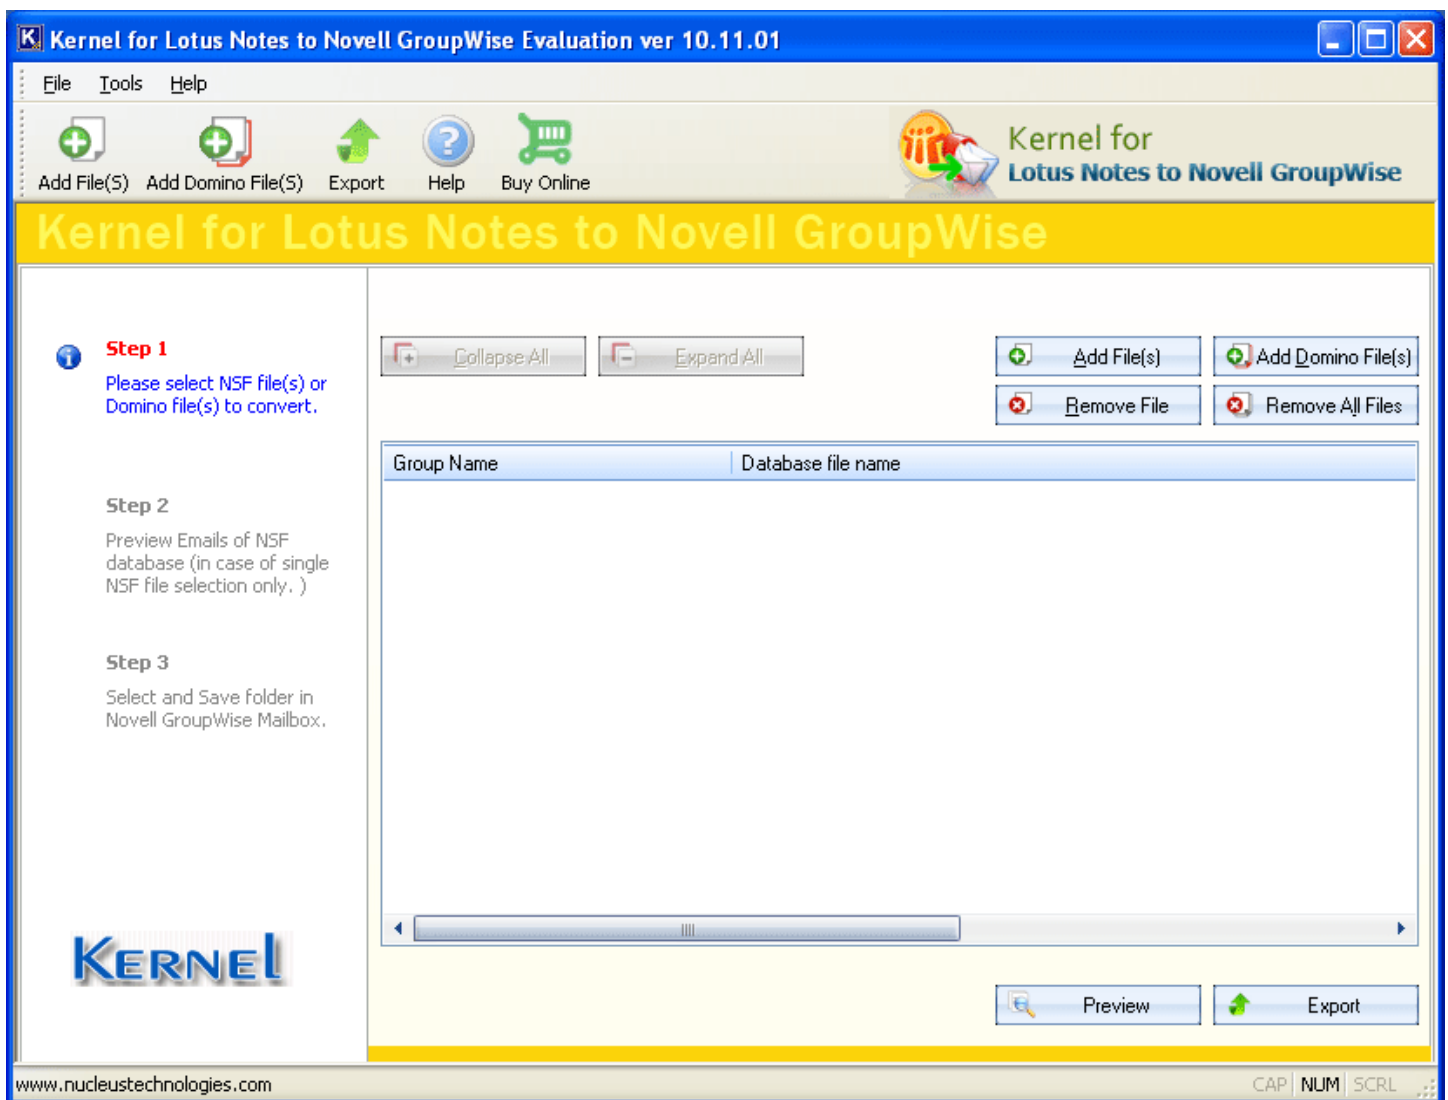 Kernel for Lotus Notes to Novell GroupWise Evaluation ver 10.11.01
File Tools Help
Add File(S) Add Domino File(S) Export Help Buy Online
Kernel for
Lotus Notes to Novell GroupWise
Kernel for Lotus Notes to Novell GroupWise
Step 1
Please select NSF file(s) or
Domino file(s) to convert.
Step 2
Preview Emails of NSF
database (in case of single
NSF file selection only. )
Step 3
Select and Save folder in
Novell GroupWise Mailbox.
KERNEL
Collapse All Expand All Add File(s) Add Domino File(s)
Remove File Remove All Files
Group Name Database file name
Preview Export
www.nucleustechnologies.com CAP NUM SCRL